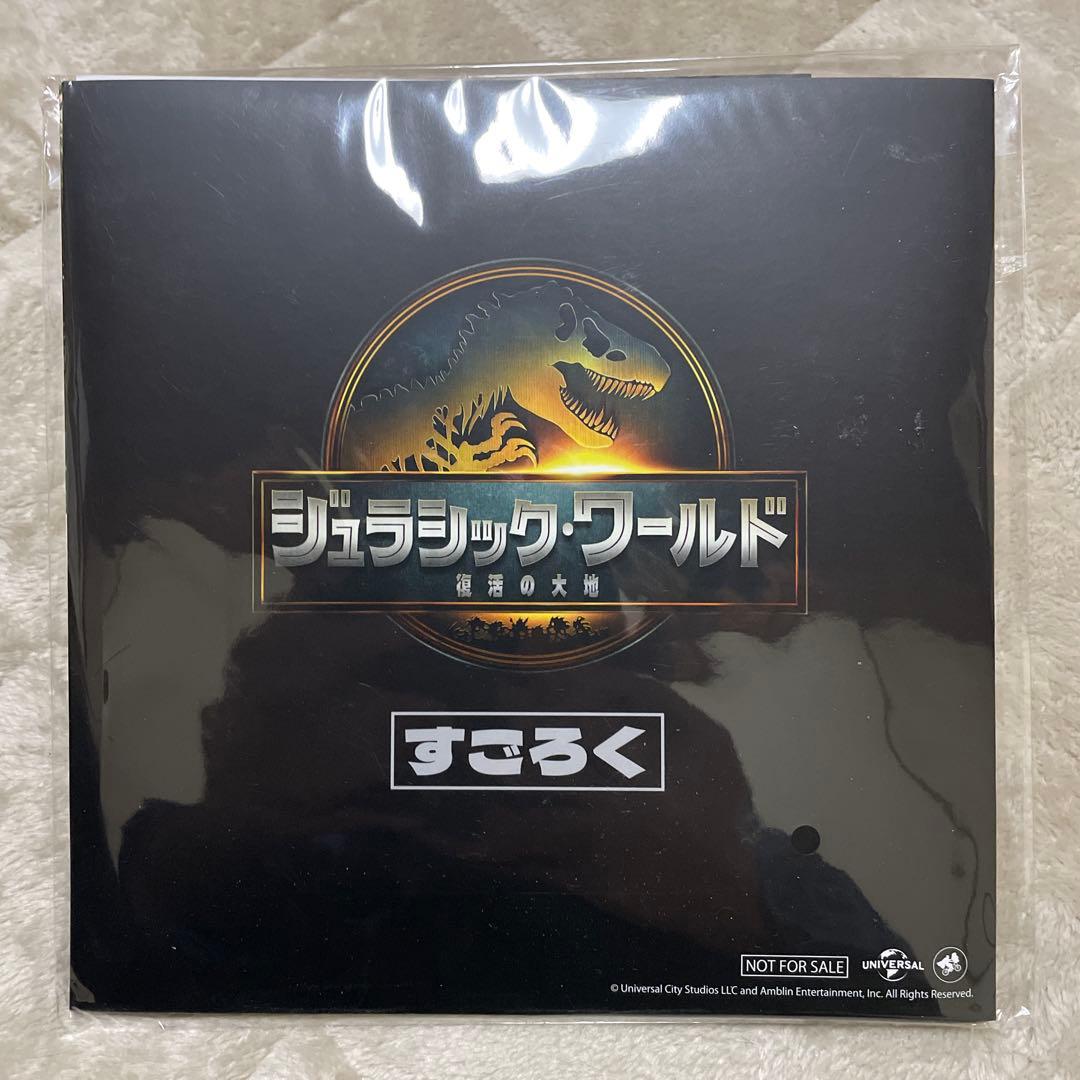 ジュラシック・ワールド
復活の大地
すごろく
NOT FOR SALE
UNIVERSAL
© Universal City Studios LLC and Amblin Entertainment, Inc. All Rights Reserved.